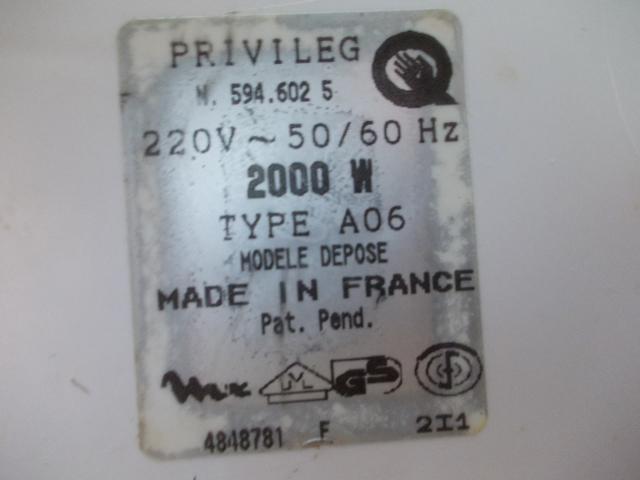 PRIVILEG
N. 594.602 5
220V ~ 50/60 Hz
2000 W
TYPE A06
MODELE DEPOSE
MADE IN FRANCE
Pat. Pend.
GS
4848781 F 2I1